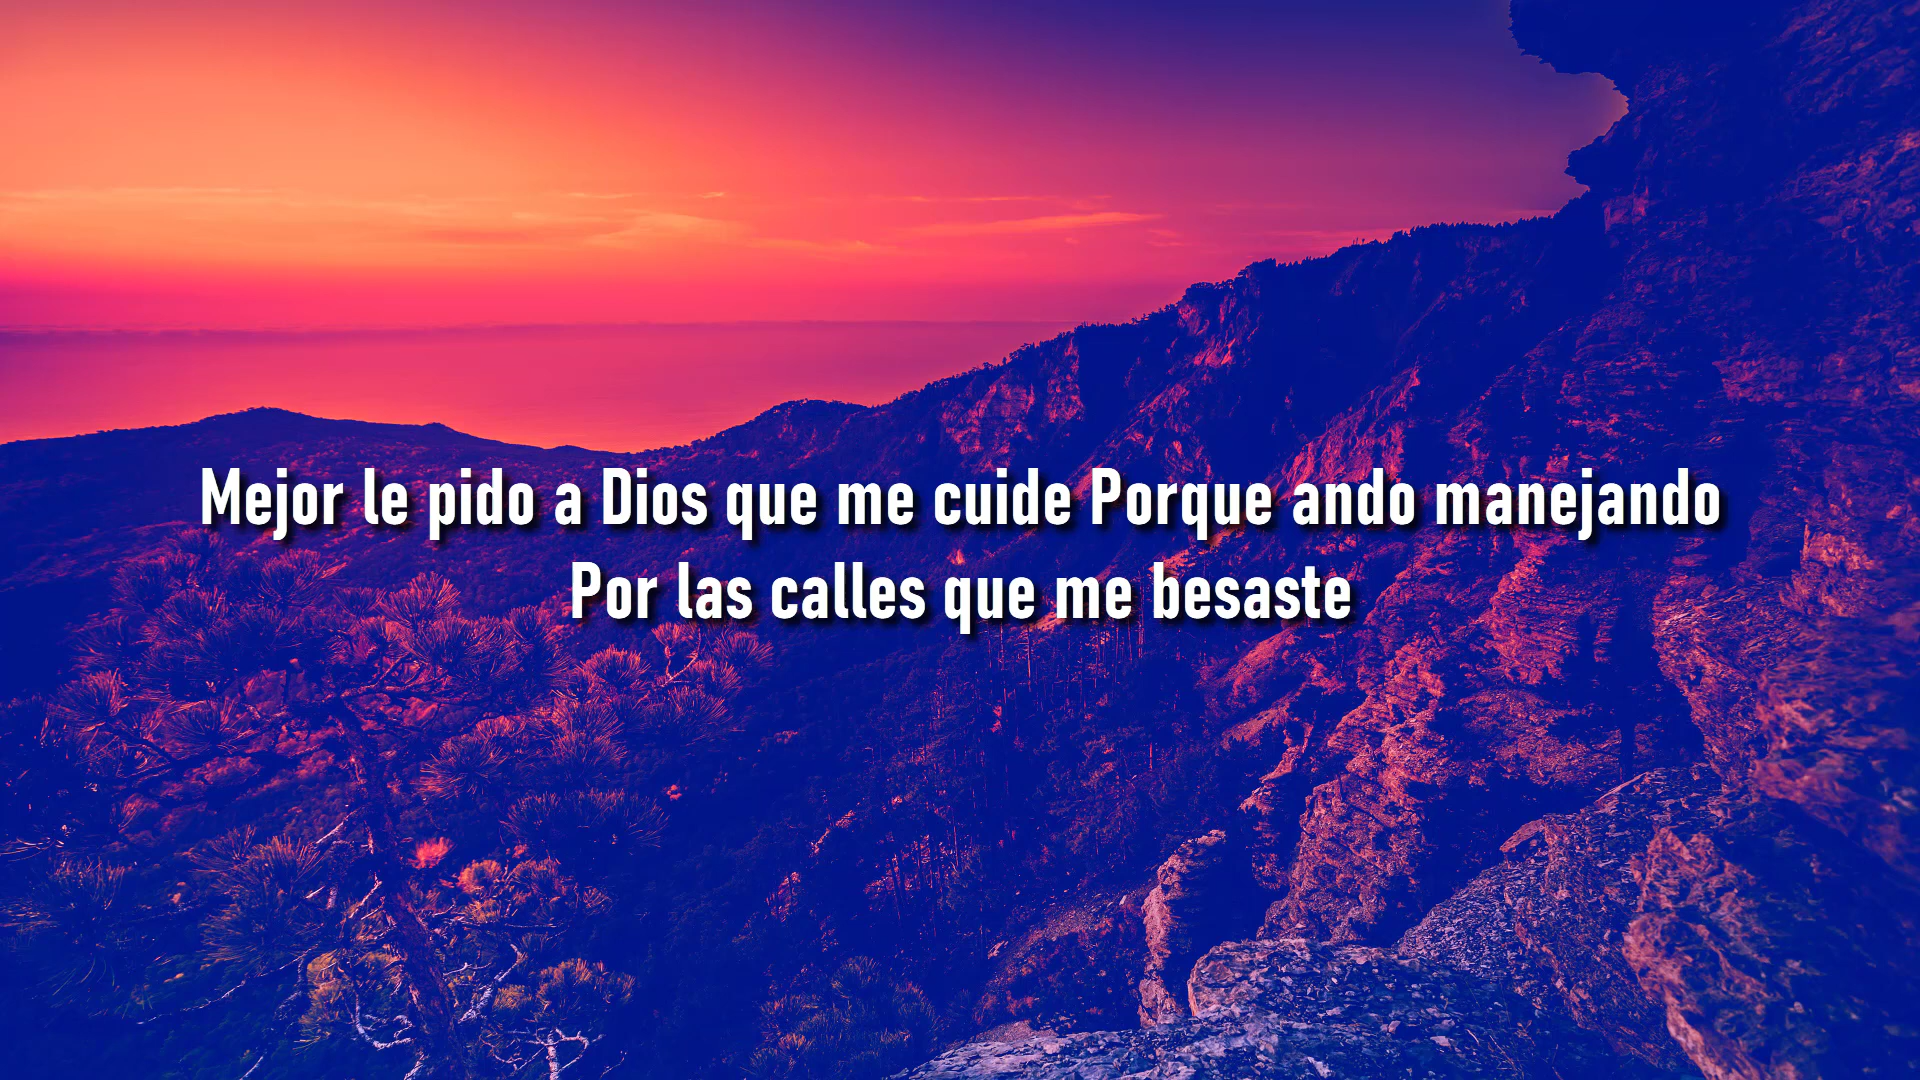 Mejor le pido a Dios que me cuide Porque ando manejando
Por las calles que me besaste